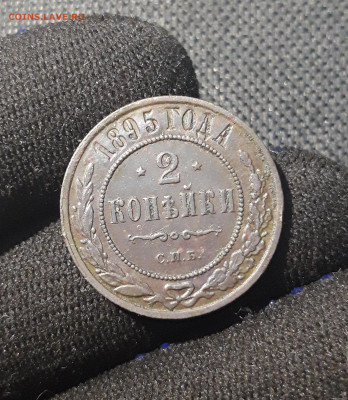 COINS.LAVE.RU
1895 ГОДА
2
КОПѢЙКИ
С.П.Б.